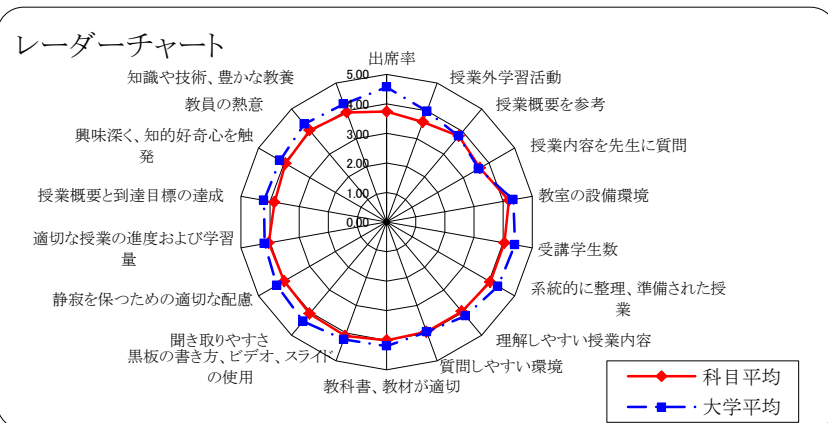 レーダーチャート
出席率
授業外学習活動
授業概要を参考
授業内容を先生に質問
教室の設備環境
受講学生数
系統的に整理、準備された授
業
理解しやすい授業内容
質問しやすい環境
教科書、教材が適切
黒板の書き方、ビデオ、スライド
の使用
聞き取りやすさ
静寂を保つための適切な配慮
適切な授業の進度および学習
量
授業概要と到達目標の達成
興味深く、知的好奇心を触
発
教員の熱意
知識や技術、豊かな教養
5.00
4.00
3.00
2.00
1.00
0.00
科目平均
大学平均